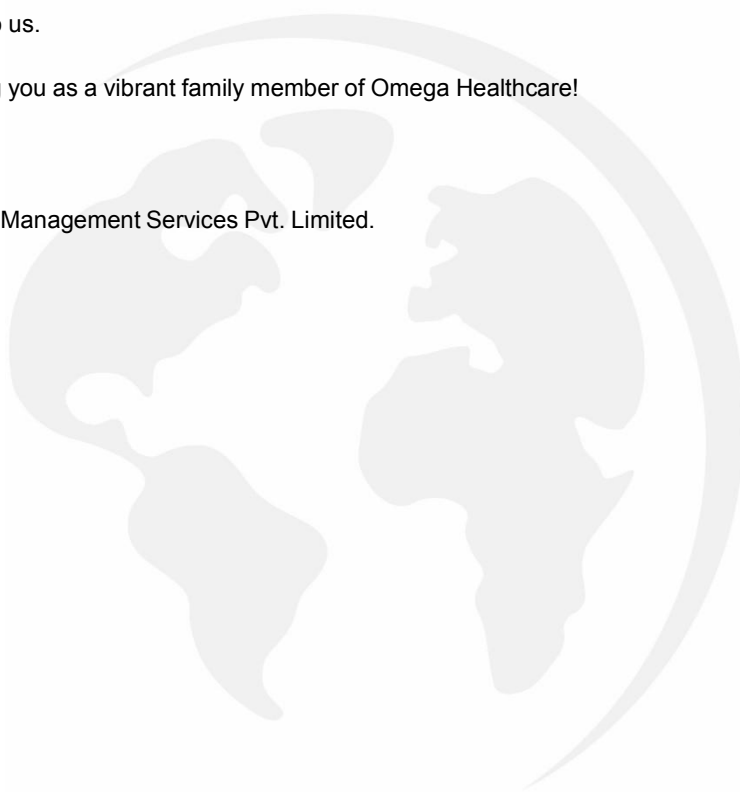 o us.
g you as a vibrant family member of Omega Healthcare!
Management Services Pvt. Limited.